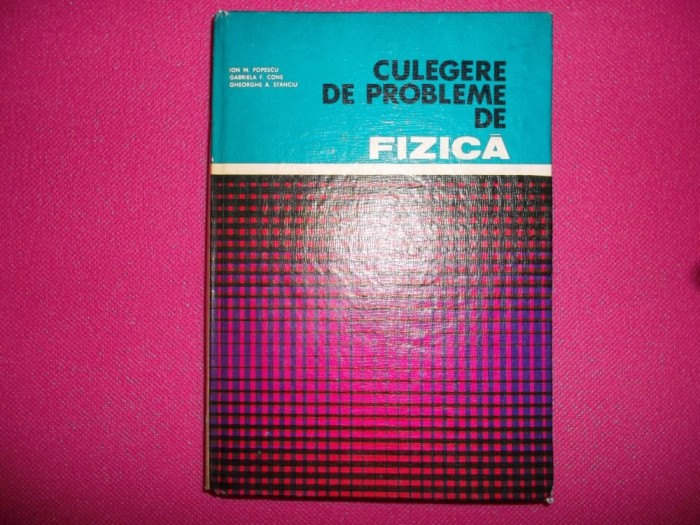 ION M. POPESCU
GABRIELA F. CONE
GHEORGHE A. STANCIU
CULEGERE
DE PROBLEME
DE
FIZICĂ